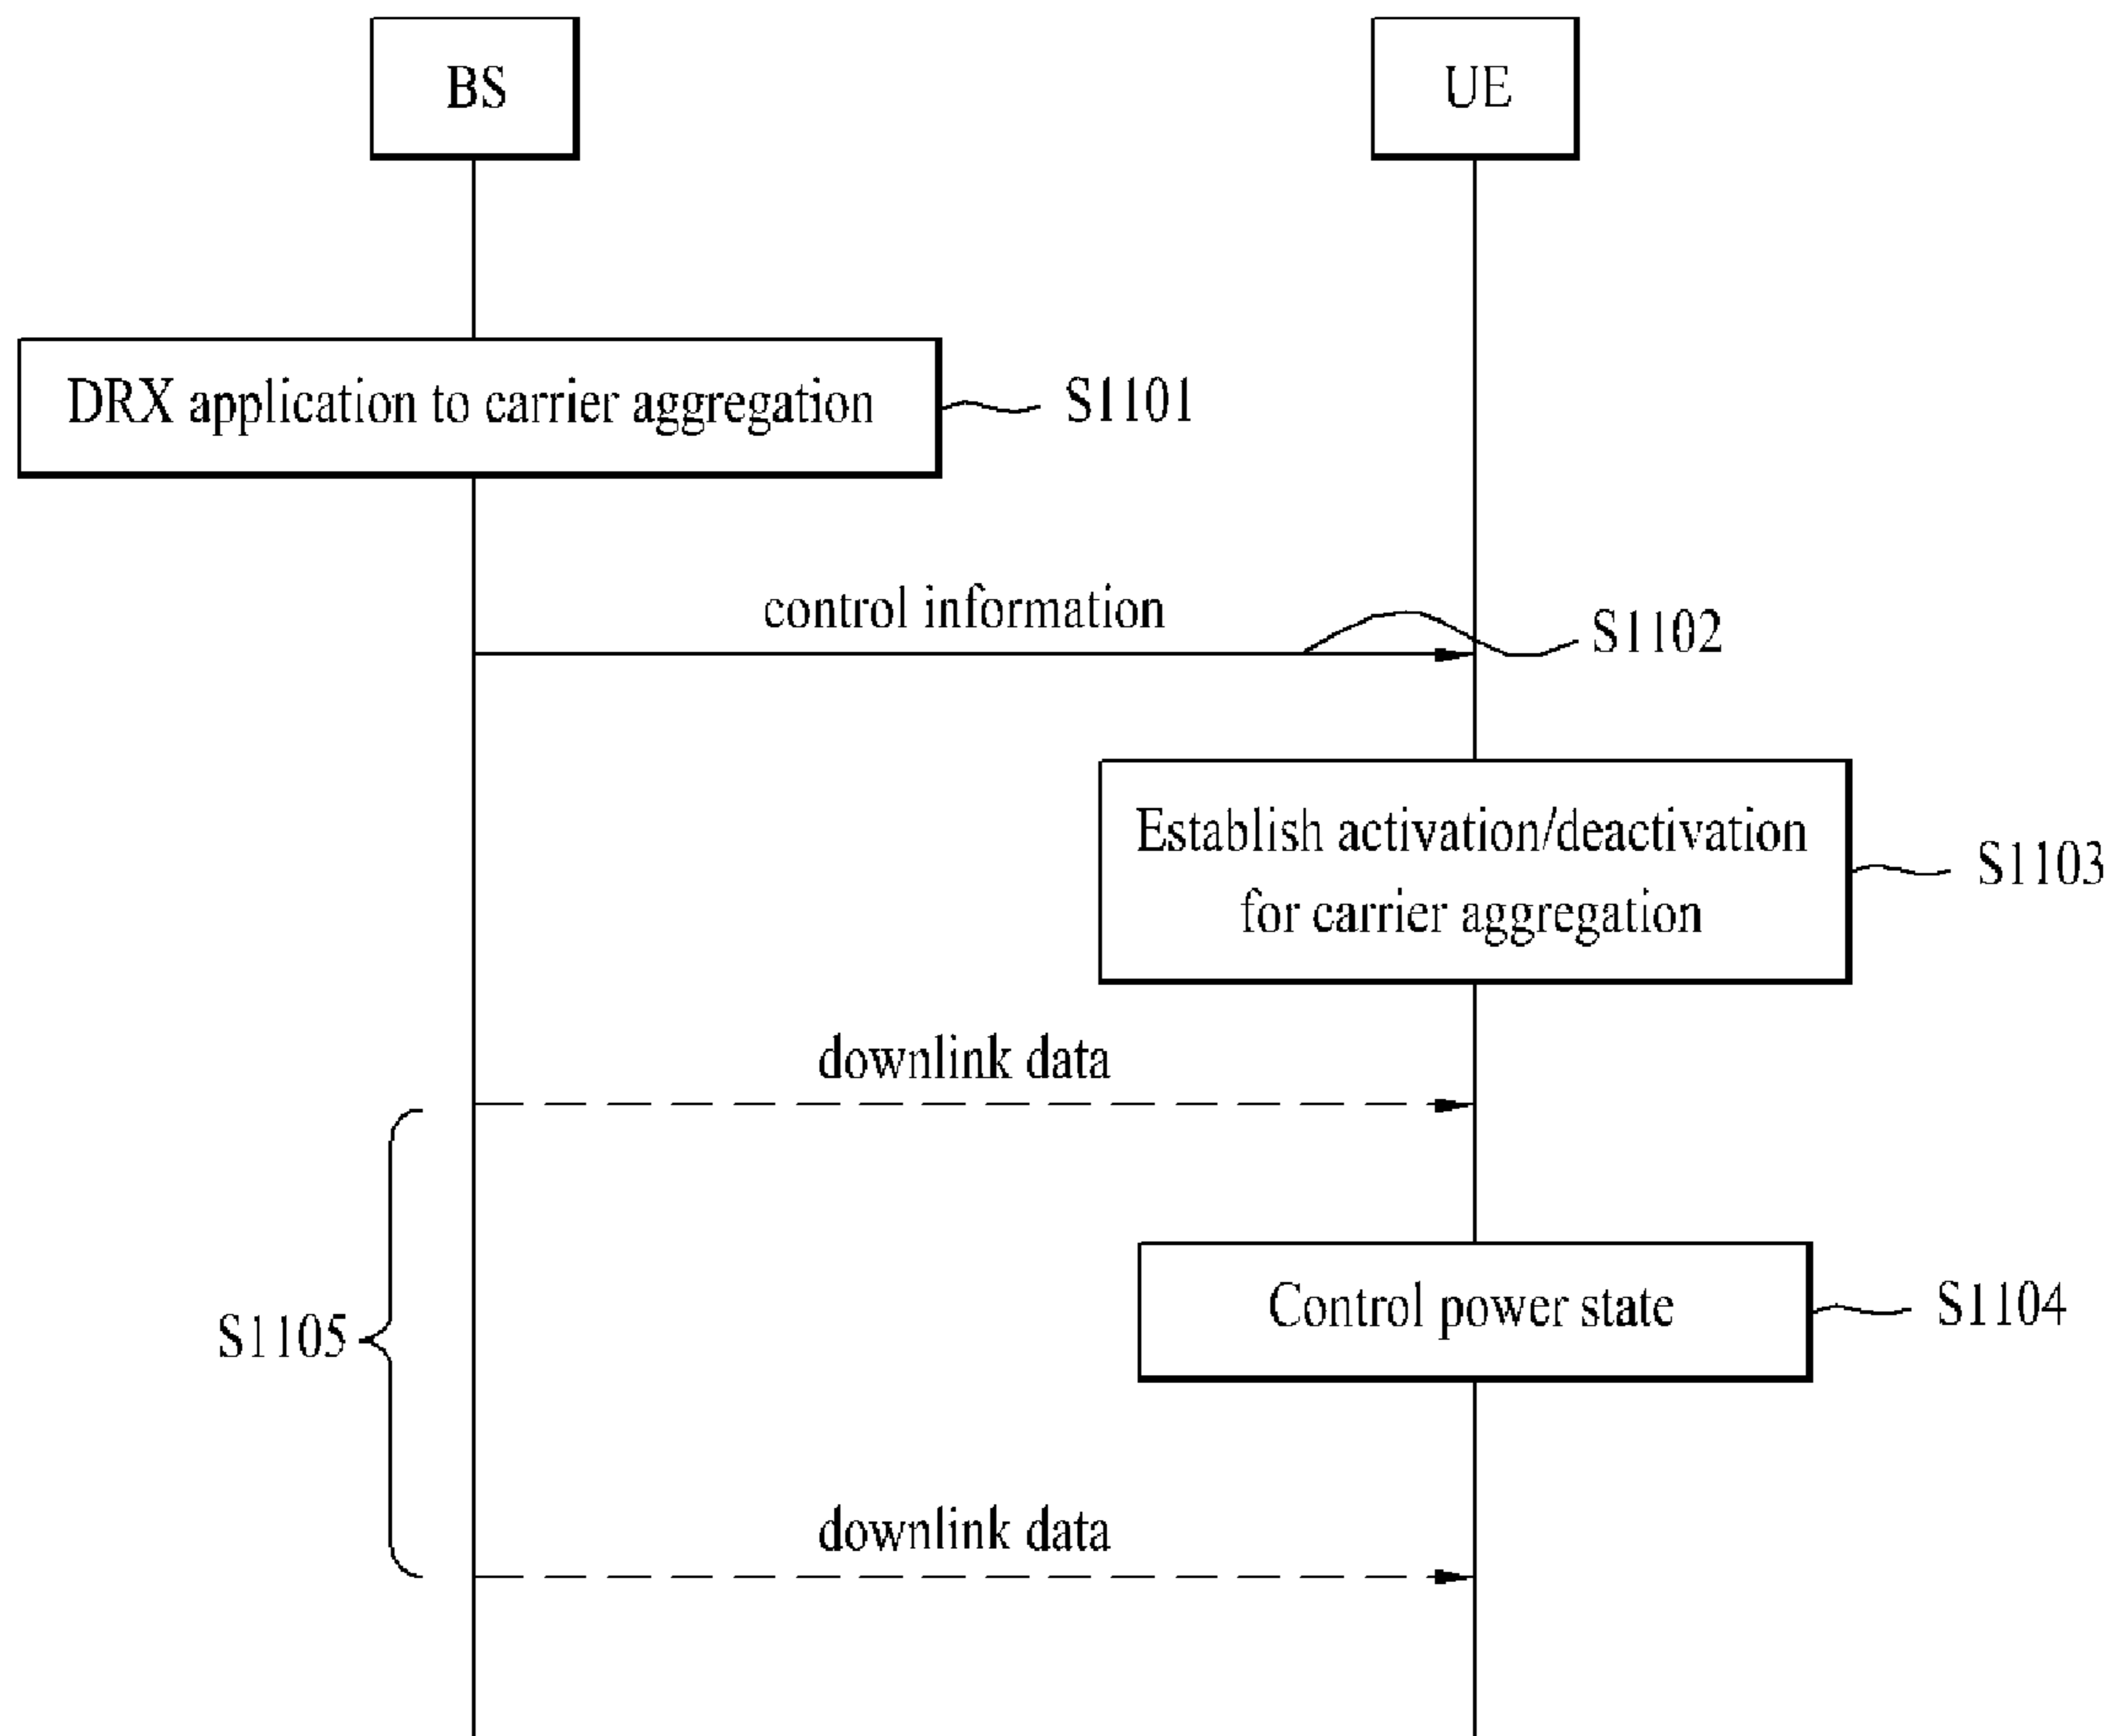 BS
UE
DRX application to carrier aggregation
S1101
control information
S1102
Establish activation/deactivation
for carrier aggregation
S1103
downlink data
Control power state
S1104
S1105
downlink data